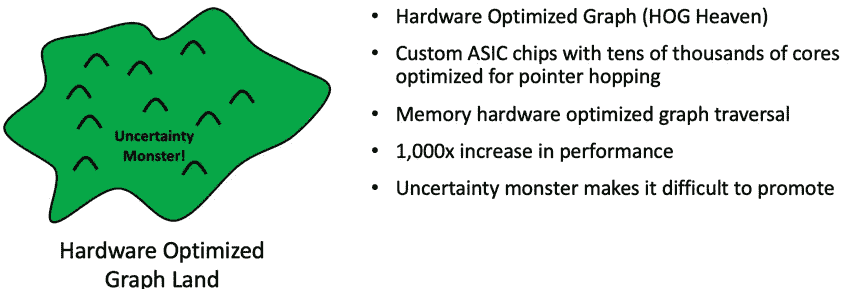 Uncertainty
Monster!
Hardware Optimized
Graph Land
• Hardware Optimized Graph (HOG Heaven)
• Custom ASIC chips with tens of thousands of cores
optimized for pointer hopping
• Memory hardware optimized graph traversal
• 1,000x increase in performance
• Uncertainty monster makes it difficult to promote